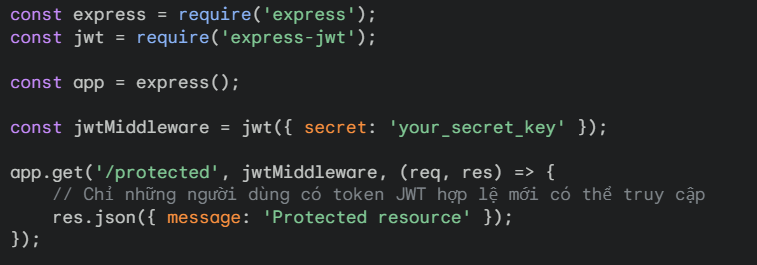 const express = require('express');
const jwt = require('express-jwt');
const app = express();
const jwtMiddleware = jwt({ secret: 'your_secret_key' });
app.get('/protected', jwtMiddleware, (req, res) => {
    // Chỉ những người dùng có token JWT hợp lệ mới có thể truy cập
    res.json({ message: 'Protected resource' });
});